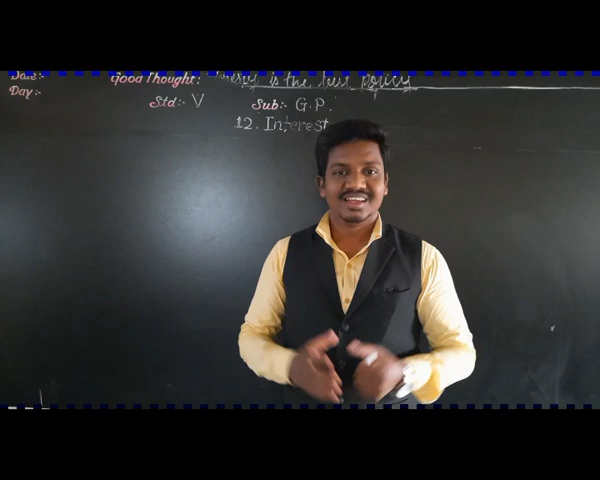 Date:-
Good Thought: is the best policy
Day:-
Std:- V Sub:- G.P.
12. Interest